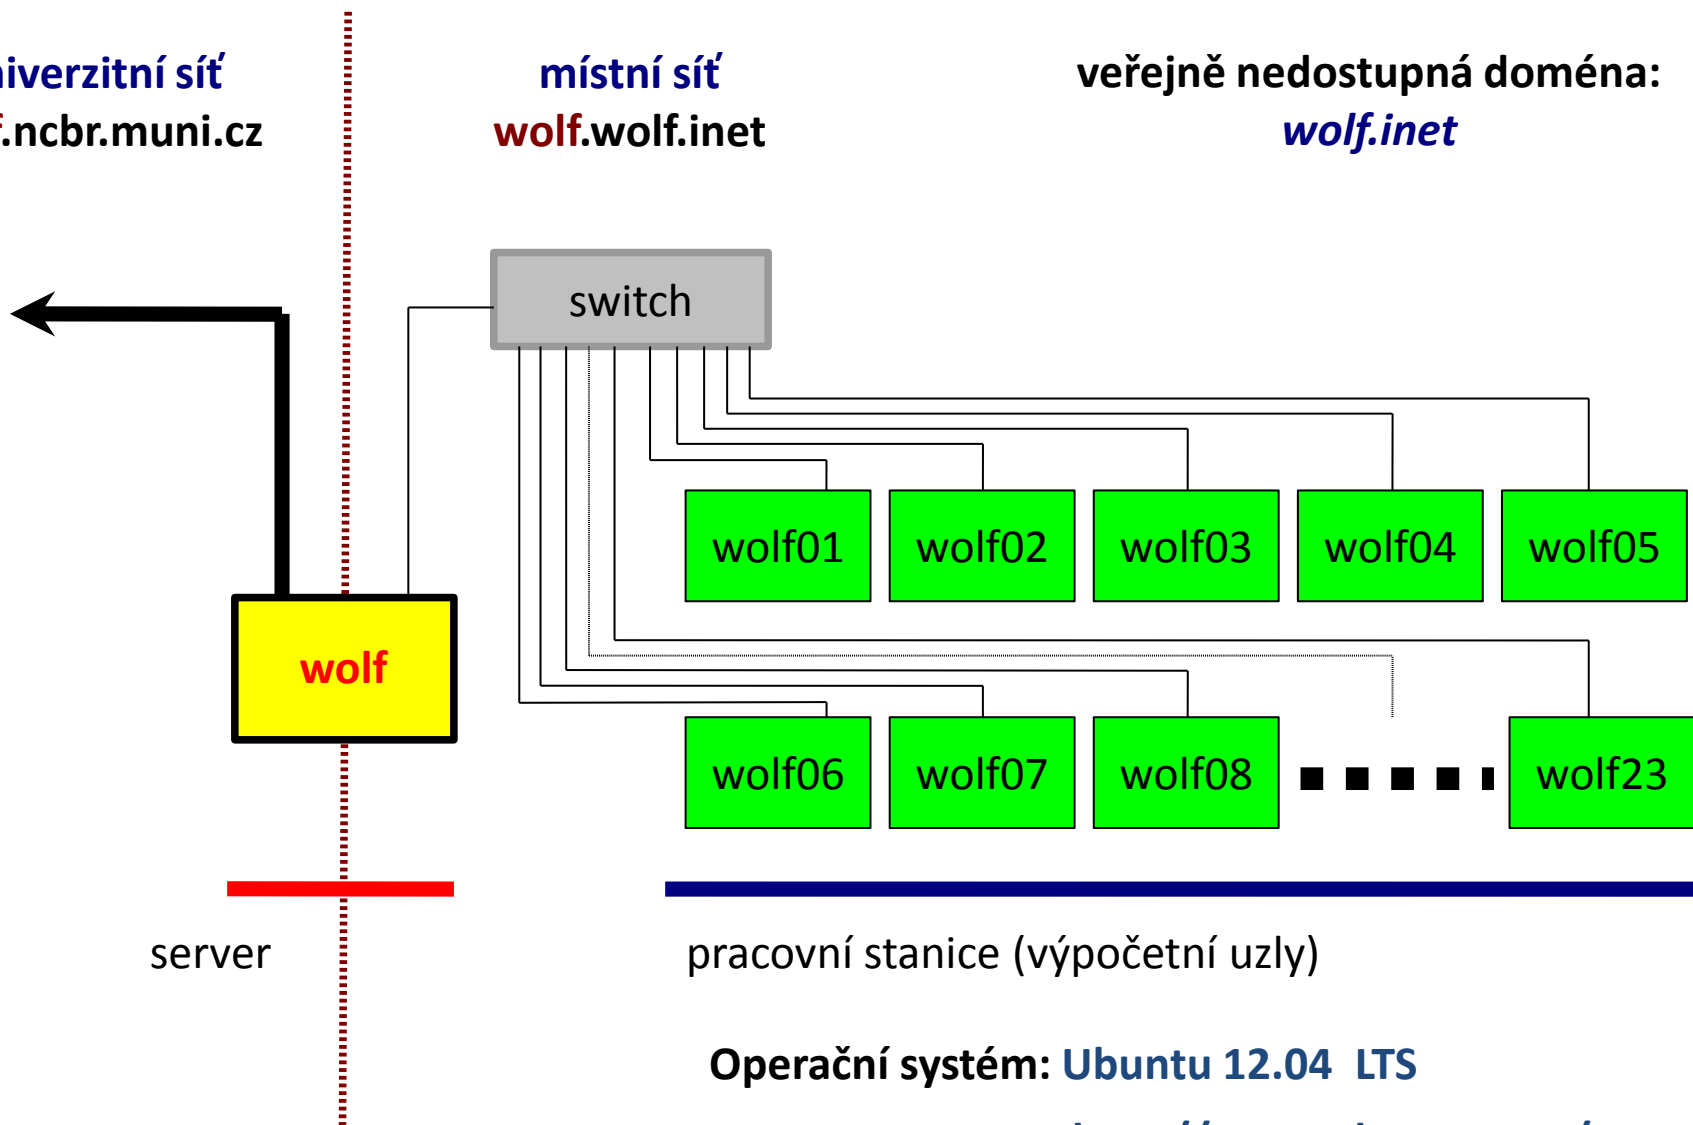 síť
.ncbr.muni.cz
místní síť
wolf.wolf.inet
veřejně nedostupná doména:
wolf.inet
switch
wolf01 wolf02 wolf03 wolf04 wolf05
wolf
wolf06 wolf07 wolf08 wolf23
server
pracovní stanice (výpočetní uzly)
Operační systém: Ubuntu 12.04 LTS